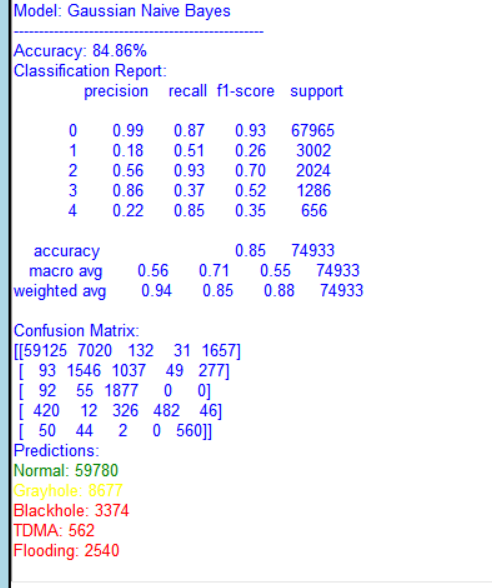 Model: Gaussian Naive Bayes
--------------------------------------------------
Accuracy: 84.86%
Classification Report:
precision recall f1-score support
0 0.99 0.87 0.93 67965
1 0.18 0.51 0.26 3002
2 0.56 0.93 0.70 2024
3 0.86 0.37 0.52 1286
4 0.22 0.85 0.35 656
accuracy 0.85 74933
macro avg 0.56 0.71 0.55 74933
weighted avg 0.94 0.85 0.88 74933
Confusion Matrix:
[[59125 7020 132 31 1657]
[ 93 1546 1037 49 277]
[ 92 55 1877 0 0]
[ 420 12 326 482 46]
[ 50 44 2 0 560]]
Predictions:
Normal: 59780
Grayhole: 8677
Blackhole: 3374
TDMA: 562
Flooding: 2540